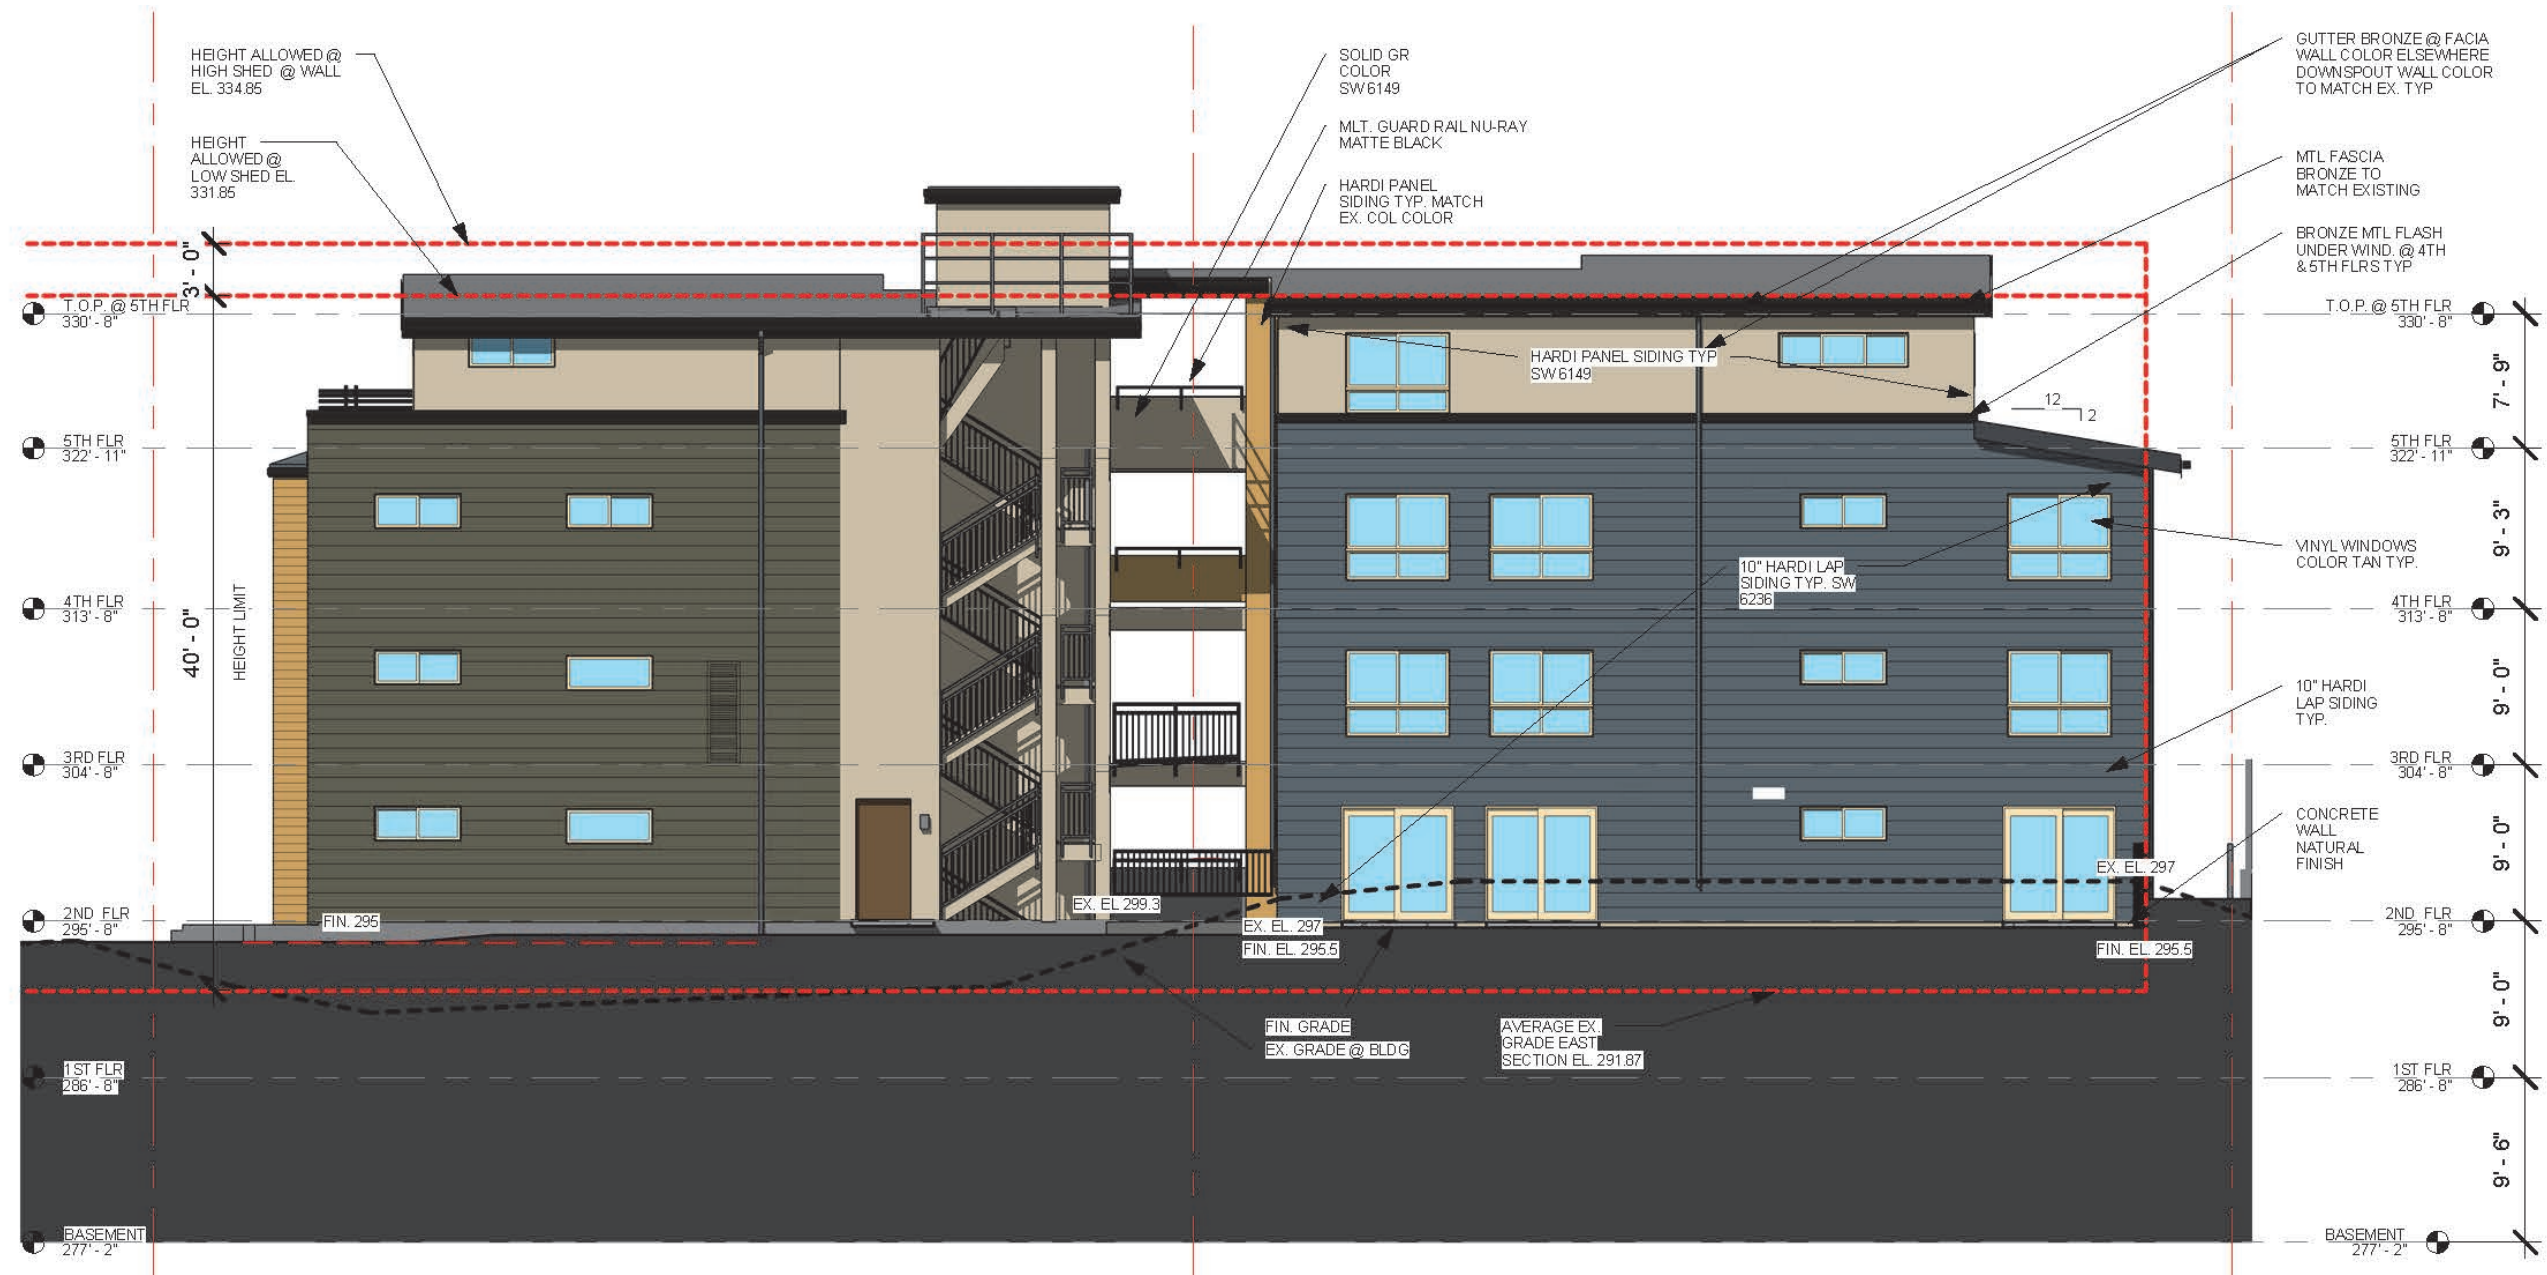 HEIGHT ALLOWED @
HIGH SHED @ WALL
EL. 334.85
HEIGHT
ALLOWED @
LOW SHED EL.
331.85
SOLID GR
COLOR
SW 6149
MLT. GUARD RAIL NU-RAY
MATTE BLACK
HARDI PANEL
SIDING TYP. MATCH
EX. COL COLOR
GUTTER BRONZE @ FACIA
WALL COLOR ELSEWHERE
DOWNSPOUT WALL COLOR
TO MATCH EX. TYP
MTL FASCIA
BRONZE TO
MATCH EXISTING
BRONZE MTL FLASH
UNDER WIND. @ 4TH
& 5TH FLRS TYP
3' - 0"
T.O.P. @ 5TH FLR
330' - 8"
T.O.P. @ 5TH FLR
330' - 8"
HARDI PANEL SIDING TYP
SW 6149
12
2
7' - 9"
5TH FLR
322' - 11"
5TH FLR
322' - 11"
9' - 3"
VINYL WINDOWS
COLOR TAN TYP.
10" HARDI LAP
SIDING TYP. SW
6236
4TH FLR
313' - 8"
4TH FLR
313' - 8"
40' - 0"
HEIGHT LIMIT
9' - 0"
10" HARDI
LAP SIDING
TYP.
3RD FLR
304' - 8"
3RD FLR
304' - 8"
9' - 0"
CONCRETE
WALL
NATURAL
FINISH
EX. EL. 297
EX. EL 299.3
2ND FLR
295' - 8"
FIN. 295
EX. EL. 297
FIN. EL. 295.5
FIN. EL. 295.5
2ND FLR
295' - 8"
9' - 0"
FIN. GRADE
EX. GRADE @ BLDG
AVERAGE EX.
GRADE EAST
SECTION EL. 291.87
1ST FLR
286' - 8"
1ST FLR
286' - 8"
9' - 6"
BASEMENT
277' - 2"
BASEMENT
277' - 2"